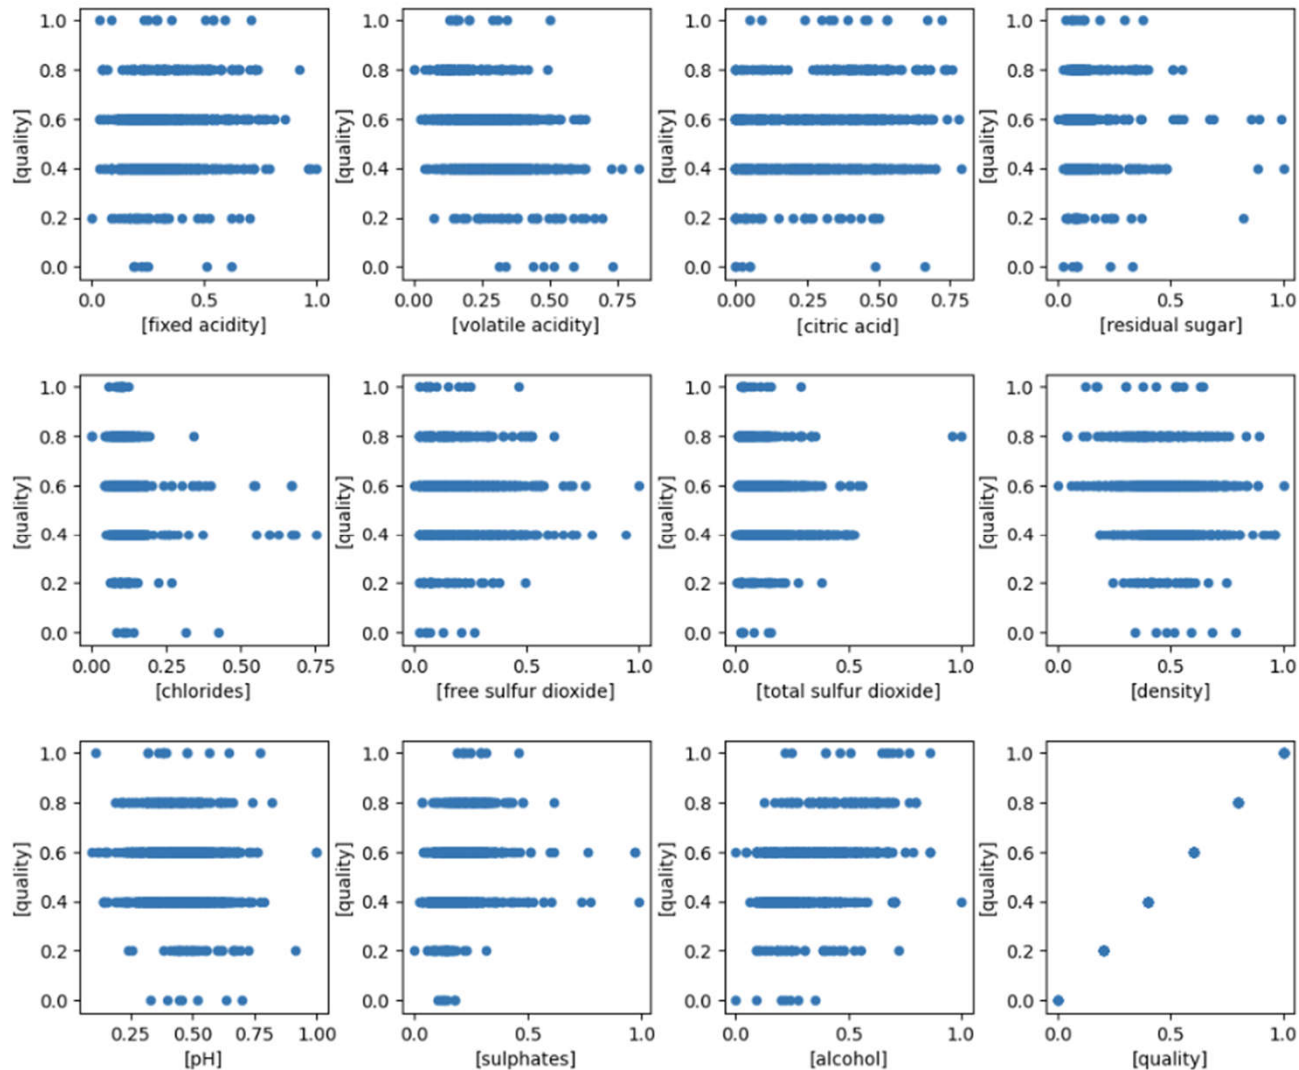 1.0 1.0 1.0 1.0
0.8 0.8 0.8 0.8
[quality] [quality] [quality] [quality]
0.6 0.6 0.6 0.6
0.4 0.4 0.4 0.4
0.2 0.2 0.2 0.2
0.0 0.0 0.0 0.0
0.0 0.5 1.0 0.00 0.25 0.50 0.75 0.00 0.25 0.50 0.75 0.0 0.5 1.0
[fixed acidity] [volatile acidity] [citric acid] [residual sugar]
1.0 1.0 1.0 1.0
0.8 0.8 0.8 0.8
[quality] [quality] [quality] [quality]
0.6 0.6 0.6 0.6
0.4 0.4 0.4 0.4
0.2 0.2 0.2 0.2
0.0 0.0 0.0 0.0
0.00 0.25 0.50 0.75 0.0 0.5 1.0 0.0 0.5 1.0 0.0 0.5 1.0
[chlorides] [free sulfur dioxide] [total sulfur dioxide] [density]
1.0 1.0 1.0 1.0
0.8 0.8 0.8 0.8
[quality] [quality] [quality] [quality]
0.6 0.6 0.6 0.6
0.4 0.4 0.4 0.4
0.2 0.2 0.2 0.2
0.0 0.0 0.0 0.0
0.25 0.50 0.75 1.00 0.0 0.5 1.0 0.0 0.5 1.0 0.0 0.5 1.0
[pH] [sulphates] [alcohol] [quality]